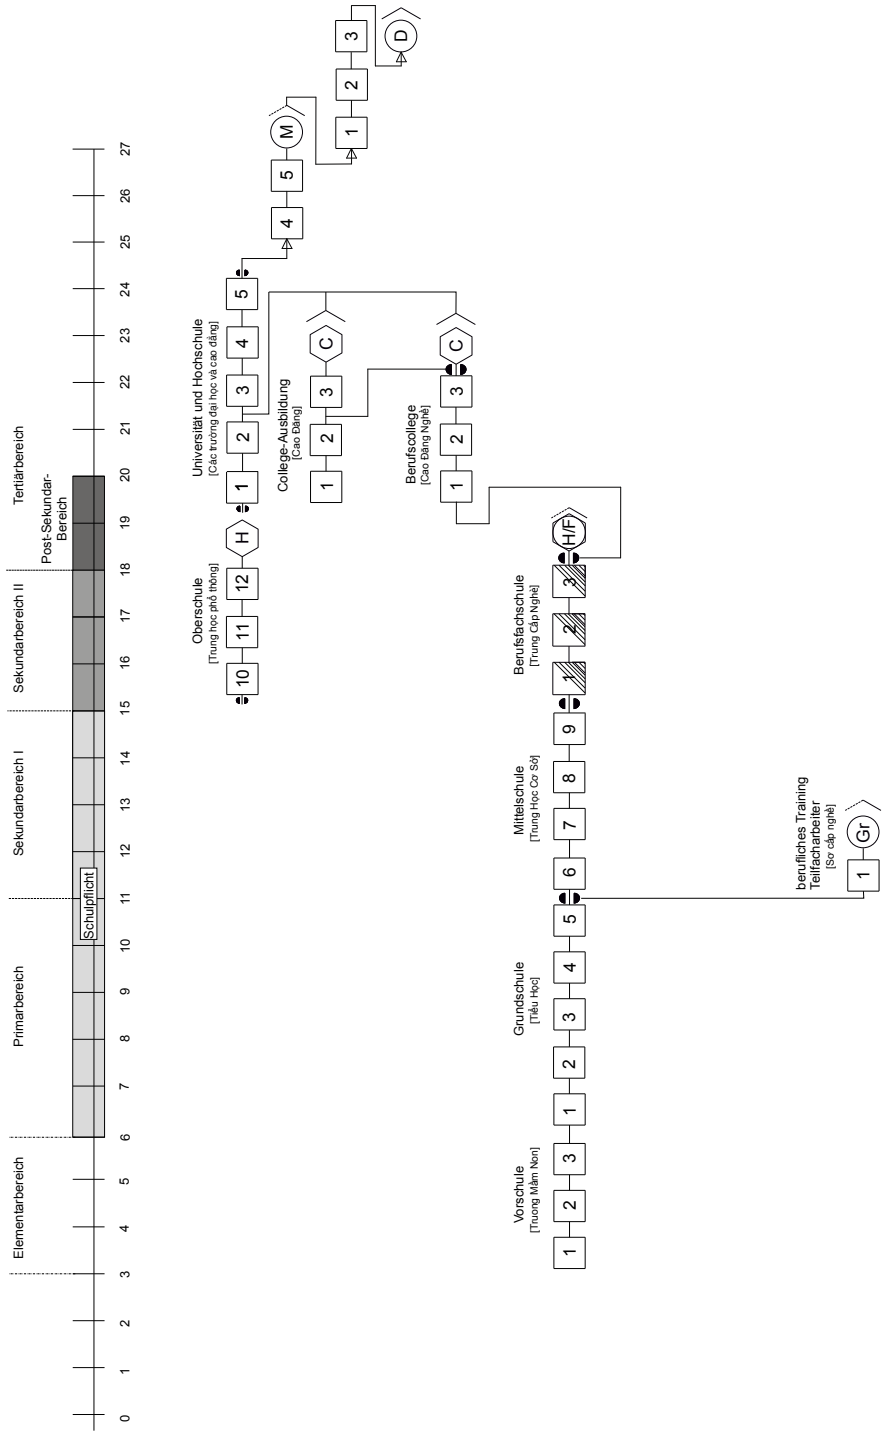 Elementarbereich
Primarbereich
Sekundarbereich I
Sekundarbereich II
Post-Sekundar-
Bereich
Tertiärbereich
Schulpflicht
0 1 2 3 4 5 6 7 8 9 10 11 12 13 14 15 16 17 18 19 20 21 22 23 24 25 26 27
Oberschule
[Trung học phổ thông]
10 11 12 H
Universität und Hochschule
[Các trường đại học và cao đẳng]
1 2 3 4 5
4 5 M
1 2 3
D
College-Ausbildung
[Cao Đẳng]
1 2 3 C
Berufscollege
[Cao Đẳng Nghề]
1 2 3 C
Vorschule
[Truong Mầm Non]
1 2 3
Grundschule
[Tiểu Học]
1 2 3 4 5
Mittelschule
[Trung Học Cơ Sở]
6 7 8 9
Berufsfachschule
[Trung Cấp Nghề]
1 2 3 H/F
berufliches Training
Teilfacharbeiter
[Sơ cấp nghề]
1 Gr